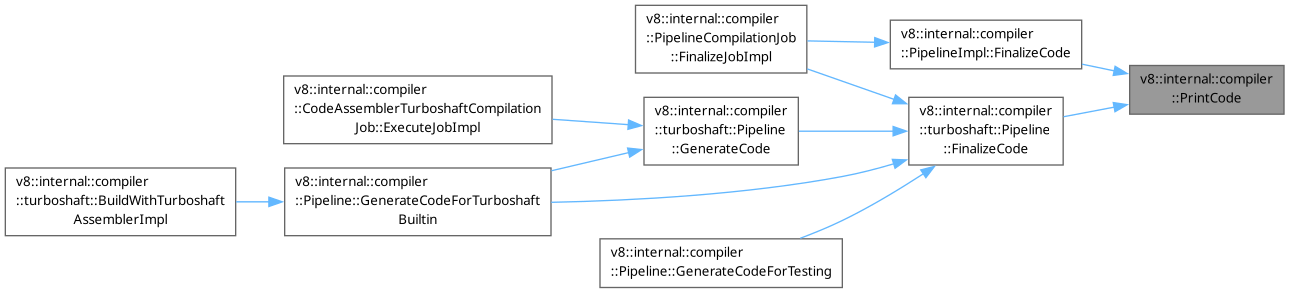 v8::internal::compiler
::PipelineCompilationJob
::FinalizeJobImpl
v8::internal::compiler
::PipelineImpl::FinalizeCode
v8::internal::compiler
::PrintCode
v8::internal::compiler
::CodeAssemblerTurboshaftCompilation
Job::ExecuteJobImpl
v8::internal::compiler
::turboshaft::Pipeline
::GenerateCode
v8::internal::compiler
::turboshaft::Pipeline
::FinalizeCode
v8::internal::compiler
::turboshaft::BuildWithTurboshaft
AssemblerImpl
v8::internal::compiler
::Pipeline::GenerateCodeForTurboshaft
Builtin
v8::internal::compiler
::Pipeline::GenerateCodeForTesting